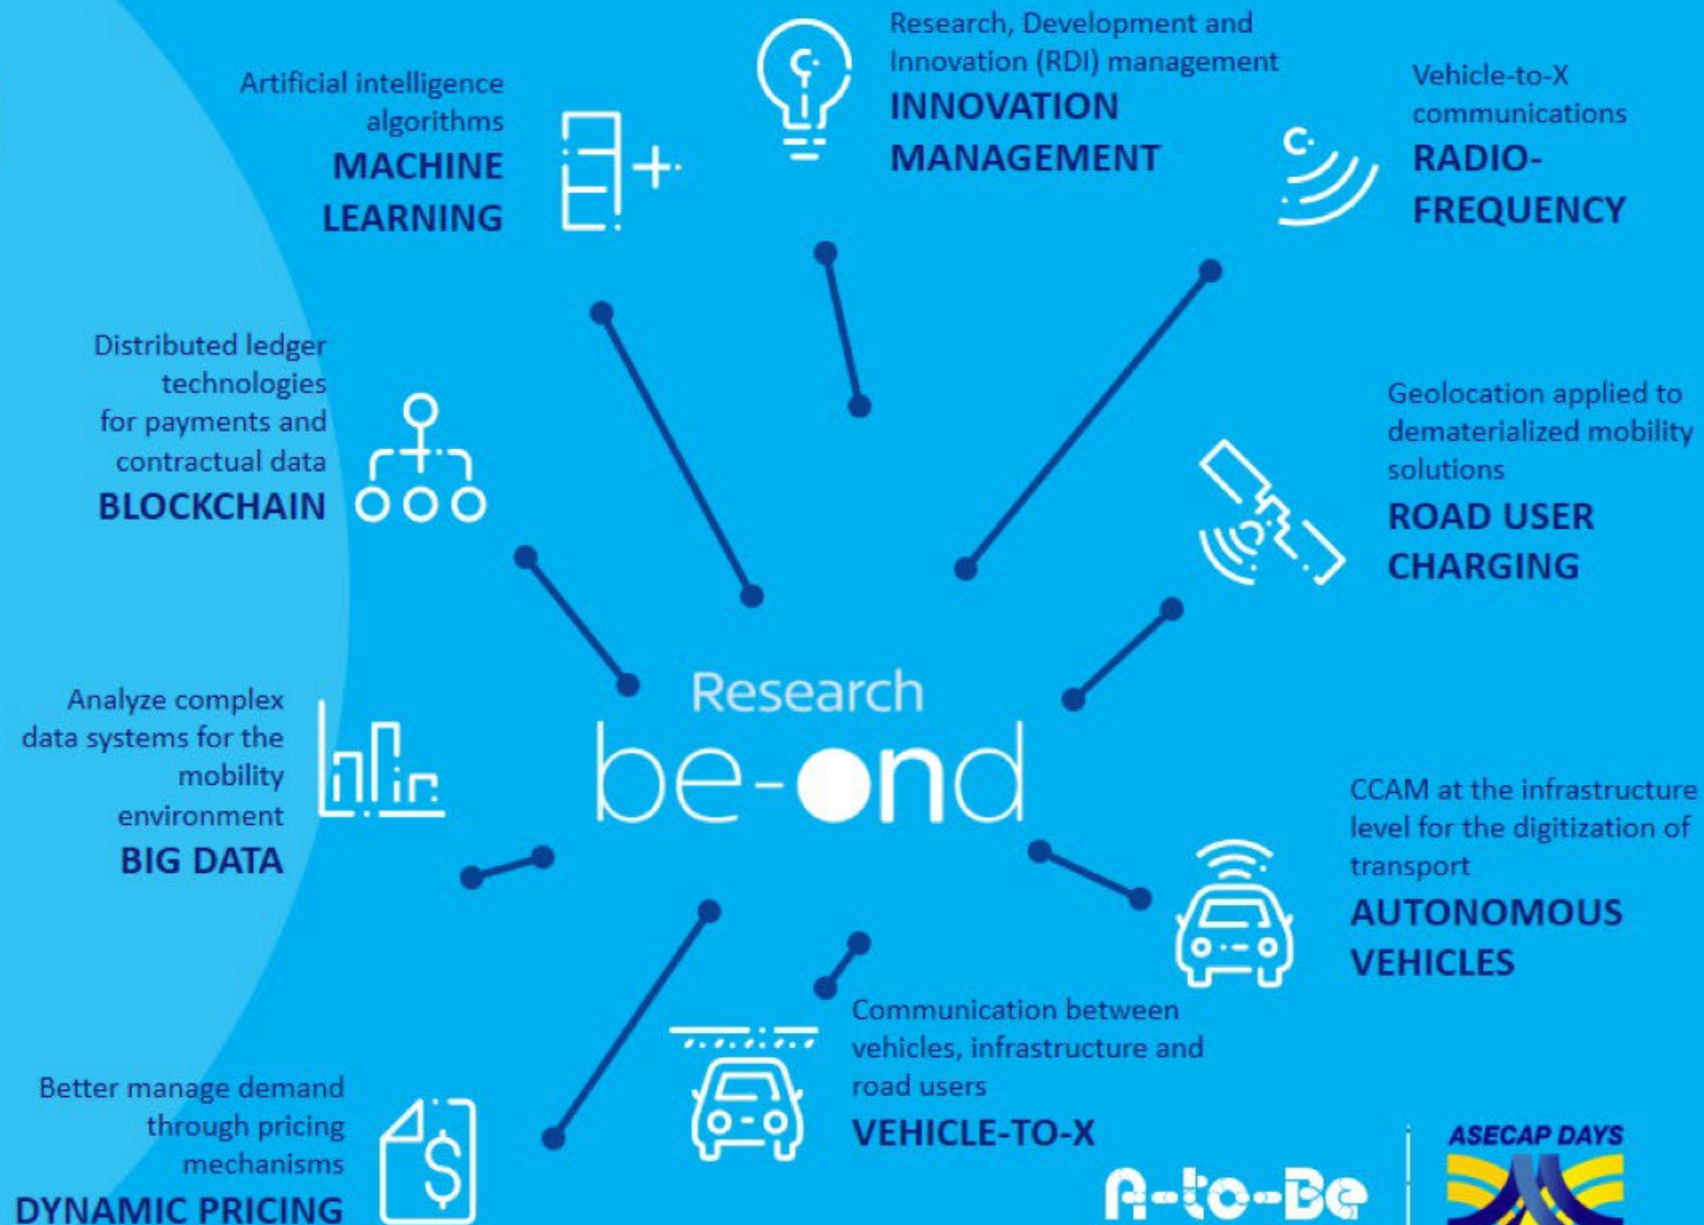 Research, Development and
Innovation (RDI) management
INNOVATION
MANAGEMENT
Artificial intelligence
algorithms
MACHINE
LEARNING
Vehicle-to-X
communications
RADIO-
FREQUENCY
Distributed ledger
technologies
for payments and
contractual data
BLOCKCHAIN
Geolocation applied to
dematerialized mobility
solutions
ROAD USER
CHARGING
Research
be-ond
Analyze complex
data systems for the
mobility
environment
BIG DATA
CCAM at the infrastructure
level for the digitization of
transport
AUTONOMOUS
VEHICLES
Communication between
vehicles, infrastructure and
road users
VEHICLE-TO-X
Better manage demand
through pricing
mechanisms
DYNAMIC PRICING
$
A-to-Be
ASECAP DAYS